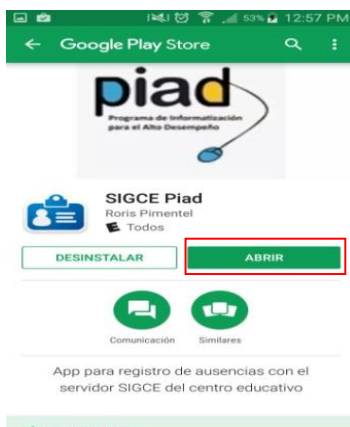 53% 12:57 PM
Google Play Store
piad
Programa de Informatización
para el Alto Desempeño
SIGCE Piad
Roris Pimentel
E Todos
DESINSTALAR
ABRIR
Comunicación
Similares
App para registro de ausencias con el
servidor SIGCE del centro educativo